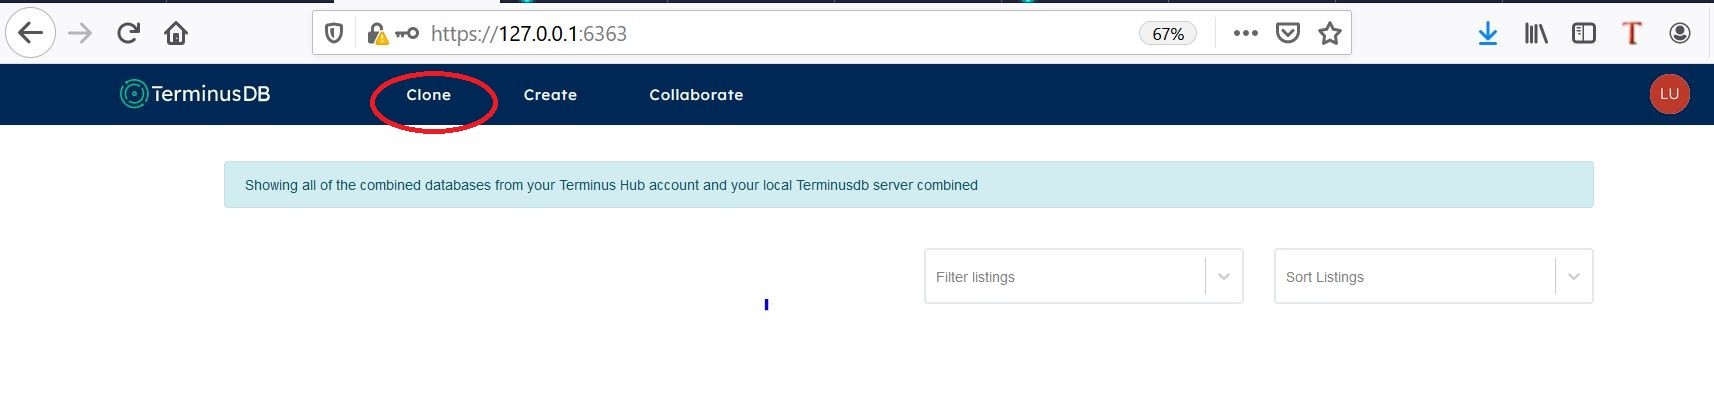 https://127.0.0.1:6363 67%
TerminusDB Clone Create Collaborate LU
Showing all of the combined databases from your Terminus Hub account and your local Terminusdb server combined
Filter listings Sort Listings